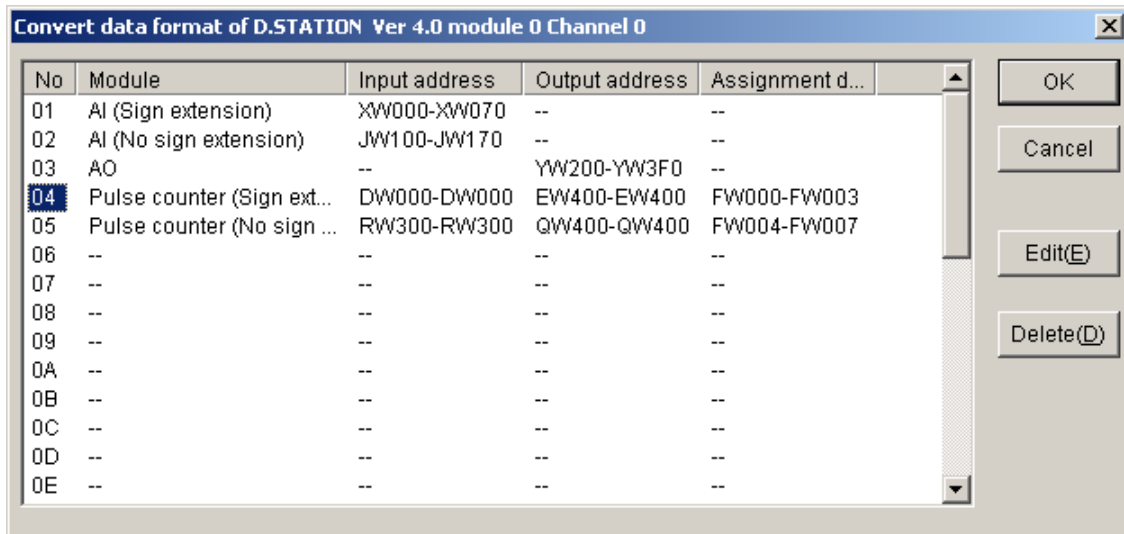 Convert data format of D.STATION Ver 4.0 module 0 Channel 0
No Module Input address Output address Assignment d...
01 AI (Sign extension) XW000-XW070 -- --
02 AI (No sign extension) JW100-JW170 -- --
03 AO -- YW200-YW3F0 --
04 Pulse counter (Sign ext... DW000-DW000 EW400-EW400 FW000-FW003
05 Pulse counter (No sign ... RW300-RW300 QW400-QW400 FW004-FW007
06 -- -- -- --
07 -- -- -- --
08 -- -- -- --
09 -- -- -- --
0A -- -- -- --
0B -- -- -- --
0C -- -- -- --
0D -- -- -- --
0E -- -- -- --
OK
Cancel
Edit(E)
Delete(D)